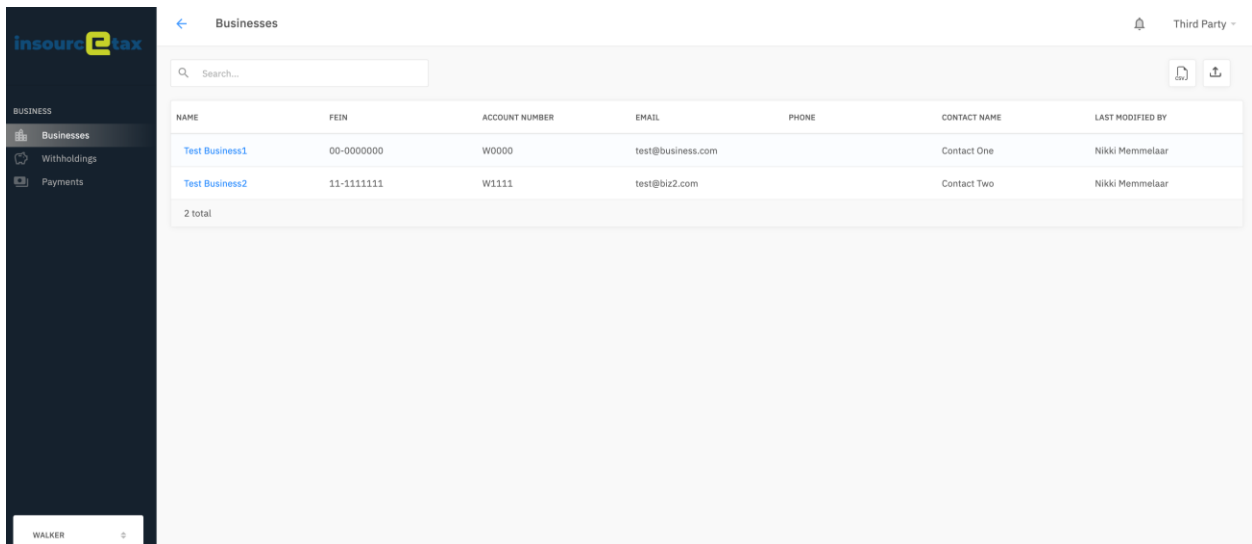 insourcetax
Businesses
Third Party
Search...
CSV
BUSINESS
Businesses
Withholdings
Payments
NAME FEIN ACCOUNT NUMBER EMAIL PHONE CONTACT NAME LAST MODIFIED BY
Test Business1 00-0000000 W0000 test@business.com Contact One Nikki Memmelaar
Test Business2 11-1111111 W1111 test@biz2.com Contact Two Nikki Memmelaar
2 total
WALKER